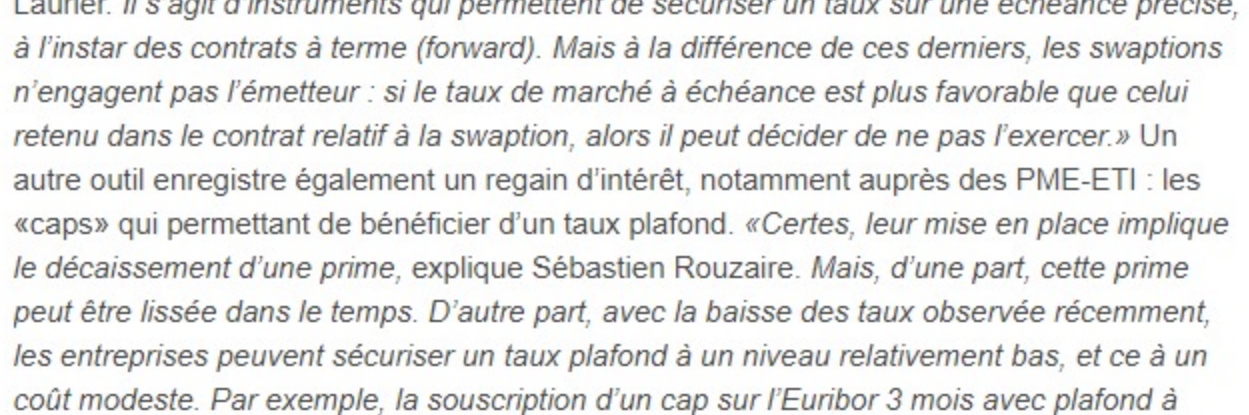 Laurier. Il s'agit d'instruments qui permettent de sécuriser un taux sur une échéance précise,
à l'instar des contrats à terme (forward). Mais à la différence de ces derniers, les swaptions
n'engagent pas l'émetteur : si le taux de marché à échéance est plus favorable que celui
retenu dans le contrat relatif à la swaption, alors il peut décider de ne pas l'exercer.» Un
autre outil enregistre également un regain d'intérêt, notamment auprès des PME-ETI : les
«caps» qui permettant de bénéficier d'un taux plafond. «Certes, leur mise en place implique
le décaissement d'une prime, explique Sébastien Rouzaire. Mais, d'une part, cette prime
peut être lissée dans le temps. D'autre part, avec la baisse des taux observée récemment,
les entreprises peuvent sécuriser un taux plafond à un niveau relativement bas, et ce à un
coût modeste. Par exemple, la souscription d'un cap sur l'Euribor 3 mois avec plafond à